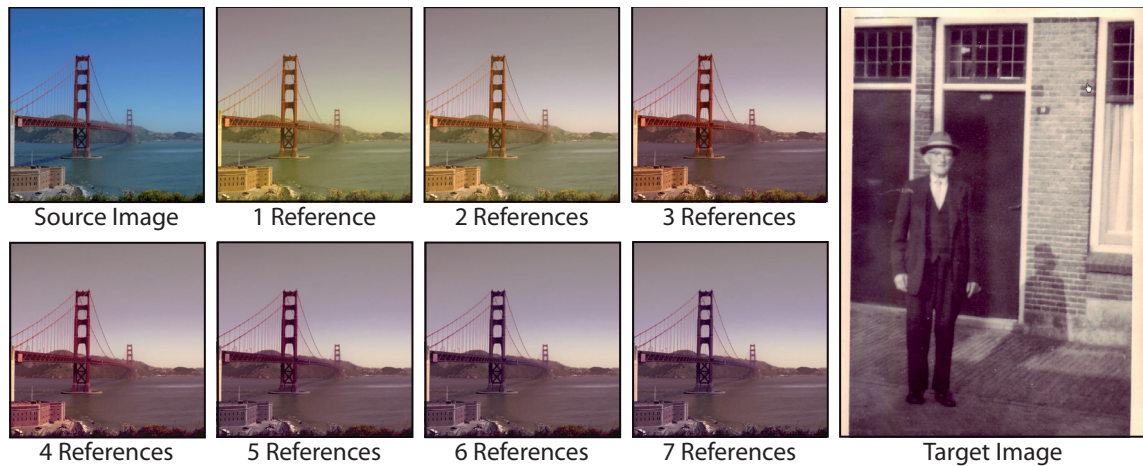 Source Image
1 Reference
2 References
3 References
4 References
5 References
6 References
7 References
Target Image